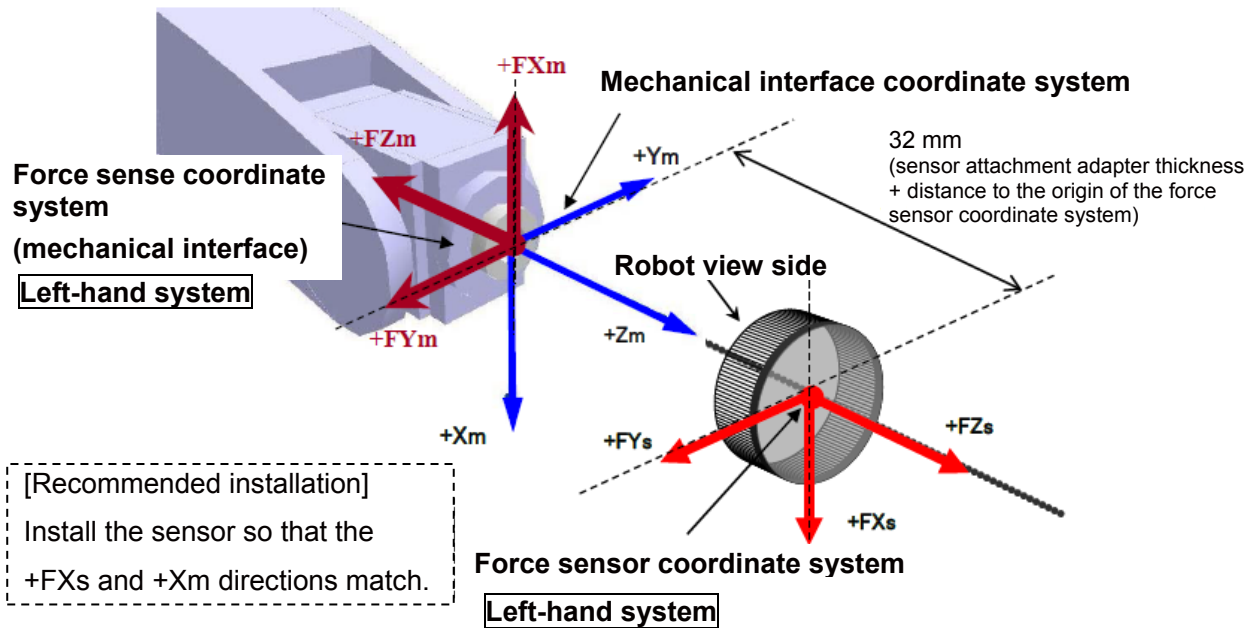 +FXm
Mechanical interface coordinate system
+FZm
+Ym
32 mm
(sensor attachment adapter thickness
+ distance to the origin of the force
sensor coordinate system)
Force sense coordinate
system
(mechanical interface)
Left-hand system
Robot view side
+FYm
+Zm
+Xm
+FYs
+FZs
+FXs
[Recommended installation]
Install the sensor so that the
+FXs and +Xm directions match.
Force sensor coordinate system
Left-hand system